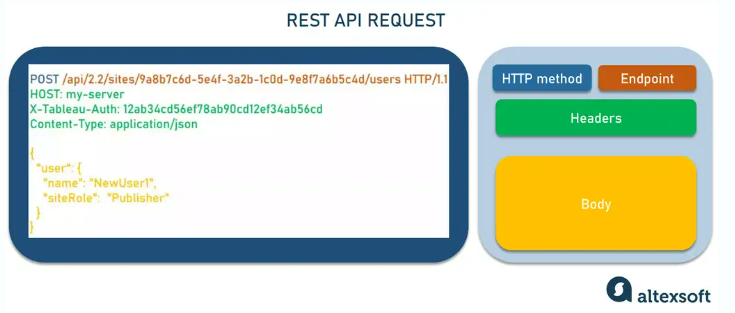 REST API REQUEST
POST /api/2.2/sites/9a8b7c6d-5e4f-3a2b-1c0d-9e8f7a6b5c4d/users HTTP/1.1
HOST: my-server
X-Tableau-Auth: 12ab34cd56ef78ab90cd12ef34ab56cd
Content-Type: application/json
{
"user": {
"name": "NewUser1",
"siteRole": "Publisher"
}
}
HTTP method
Endpoint
Headers
Body
altexsoft